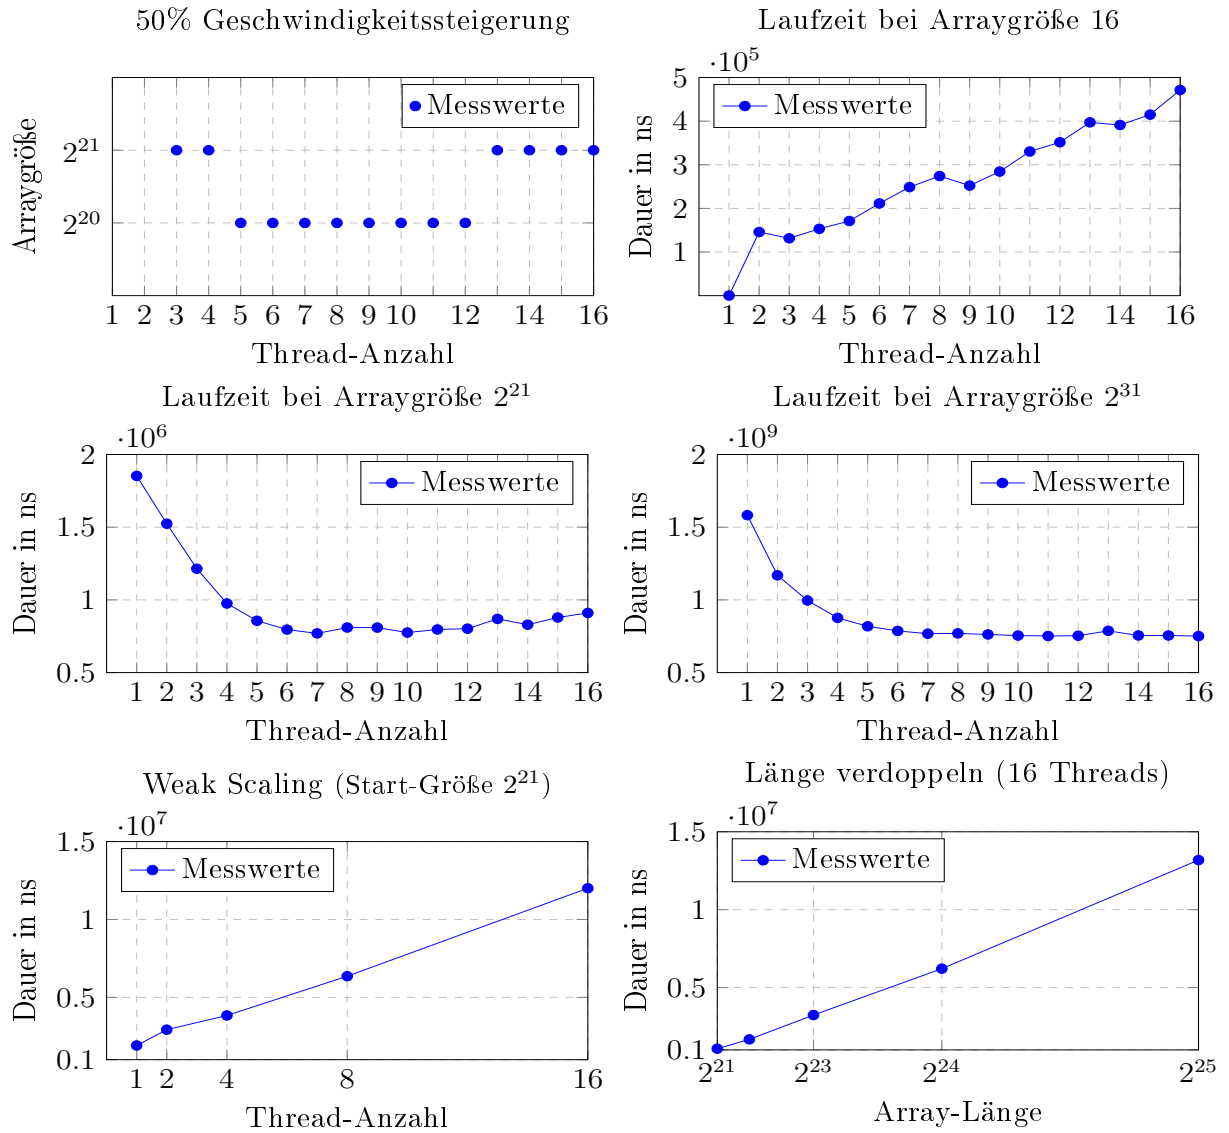 50% Geschwindigkeitssteigerung
Messwerte
Arraygröße
2^21
2^20
1 2 3 4 5 6 7 8 9 10 12 16
Thread-Anzahl
Laufzeit bei Arraygröße 16
·10^5
Messwerte
Dauer in ns
5
4
3
2
1
1 2 3 4 5 6 7 8 9 10 12 14 16
Thread-Anzahl
Laufzeit bei Arraygröße 2^21
·10^6
Messwerte
Dauer in ns
2
1.5
1
0.5
1 2 3 4 5 6 7 8 9 10 12 14 16
Thread-Anzahl
Laufzeit bei Arraygröße 2^31
·10^9
Messwerte
Dauer in ns
2
1.5
1
0.5
1 2 3 4 5 6 7 8 9 10 12 14 16
Thread-Anzahl
Weak Scaling (Start-Größe 2^21)
·10^7
Messwerte
Dauer in ns
1.5
1
0.5
0.1
1 2 4 8 16
Thread-Anzahl
Länge verdoppeln (16 Threads)
·10^7
Messwerte
Dauer in ns
1.5
1
0.5
0.1
2^21 2^23 2^24 2^25
Array-Länge